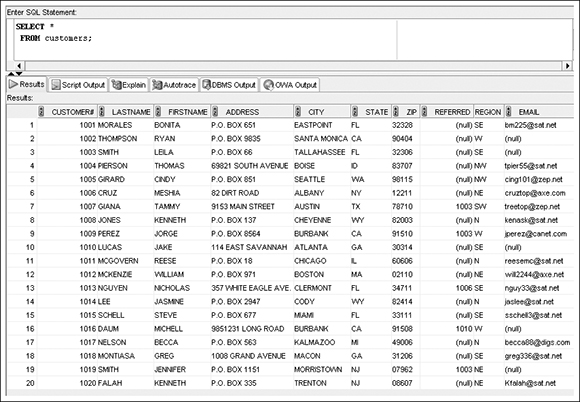 Enter SQL Statement:
SELECT *
FROM customers;
Results Script Output Explain Autotrace DBMS Output OWA Output
Results:
CUSTOMER# LASTNAME FIRSTNAME ADDRESS CITY STATE ZIP REFERRED REGION EMAIL
1 1001 MORALES BONITA P.O. BOX 651 EASTPOINT FL 32328 (null) SE bm225@sat.net
2 1002 THOMPSON RYAN P.O. BOX 9835 SANTA MONICA CA 90404 (null) W (null)
3 1003 SMITH LEILA P.O. BOX 66 TALLAHASSEE FL 32306 (null) SE (null)
4 1004 PIERSON THOMAS 69821 SOUTH AVENUE BOISE ID 83707 (null) NW tpier55@sat.net
5 1005 GIRARD CINDY P.O. BOX 851 SEATTLE WA 98115 (null) NW cing101@zep.net
6 1006 CRUZ MESHIA 82 DIRT ROAD ALBANY NY 12211 (null) NE cruztop@axe.com
7 1007 GIANA TAMMY 9153 MAIN STREET AUSTIN TX 78710 1003 SW treetop@zep.net
8 1008 JONES KENNETH P.O. BOX 137 CHEYENNE WY 82003 (null) N kenask@sat.net
9 1009 PEREZ JORGE P.O. BOX 8564 BURBANK CA 91510 1003 W jperez@canet.com
10 1010 LUCAS JAKE 114 EAST SAVANNAH ATLANTA GA 30314 (null) SE (null)
11 1011 MCGOVERN REESE P.O. BOX 18 CHICAGO IL 60606 (null) N reesemc@sat.net
12 1012 MCKENZIE WILLIAM P.O. BOX 971 BOSTON MA 02110 (null) NE will2244@axe.net
13 1013 NGUYEN NICHOLAS 357 WHITE EAGLE AVE. CLERMONT FL 34711 1006 SE nguy33@sat.net
14 1014 LEE JASMINE P.O. BOX 2947 CODY WY 82414 (null) N jaslee@sat.net
15 1015 SCHELL STEVE P.O. BOX 677 MIAMI FL 33111 (null) SE sschell3@sat.net
16 1016 DAUM MICHELL 9851231 LONG ROAD BURBANK CA 91508 1010 W (null)
17 1017 NELSON BECCA P.O. BOX 563 KALMAZOO MI 49006 (null) N becca88@digs.com
18 1018 MONTIASA GREG 1008 GRAND AVENUE MACON GA 31206 (null) SE greg336@sat.net
19 1019 SMITH JENNIFER P.O. BOX 1151 MORRISTOWN NJ 07962 1003 NE (null)
20 1020 FALAH KENNETH P.O. BOX 335 TRENTON NJ 08607 (null) NE Kfalah@sat.net